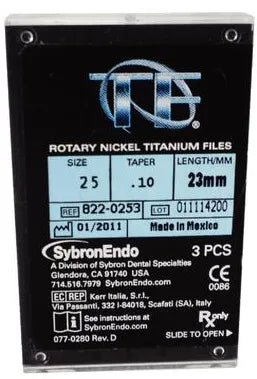 TF®
ROTARY NICKEL TITANIUM FILES
SIZE TAPER LENGTH/MM
25 .10 23mm
REF 822-0253 LOT 011114200
01/2011 Made in Mexico
SybronEndo 3 PCS
A Division of Sybron Dental Specialties
Glendora, CA 91740 USA
714.516.7979 SybronEndo.com
CE
0086
EC REP Kerr Italia, S.r.l.,
Via Passanti, 332 I-84018, Scafati (SA), Italy
i See instructions at
SybronEndo.com
Rx only
SLIDE TO OPEN
077-0280 Rev. D